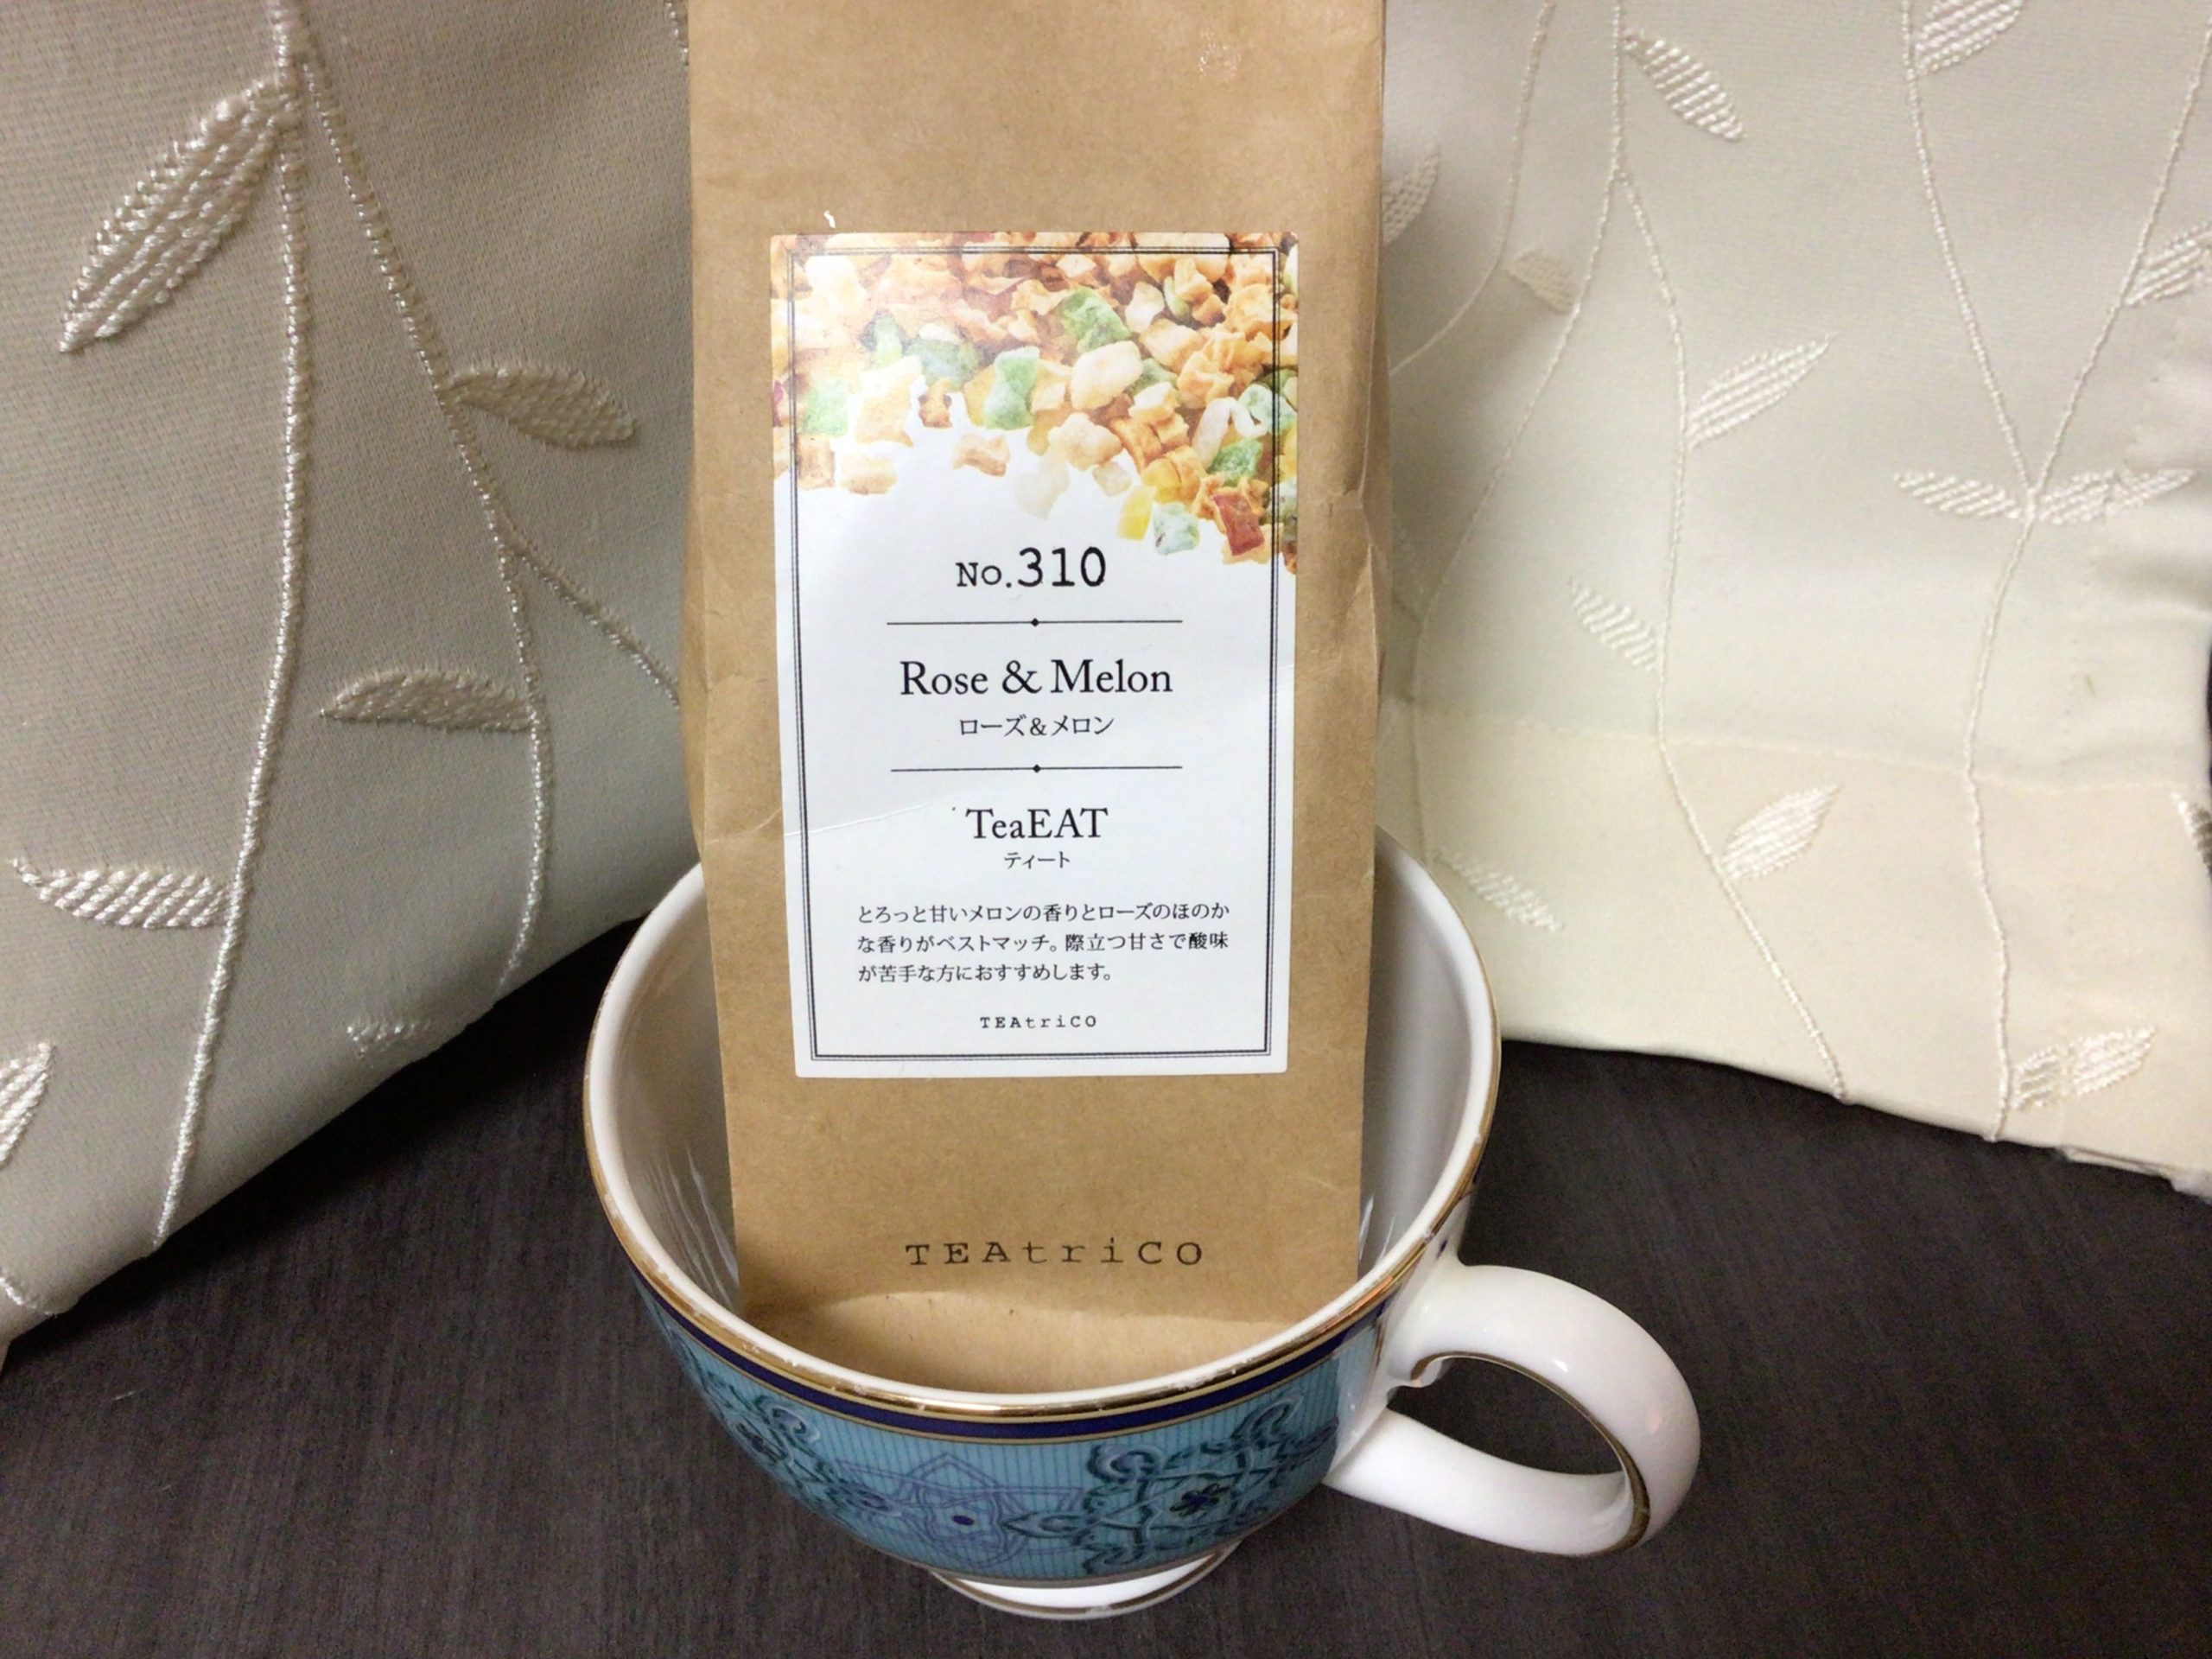 No.310
Rose & Melon
ローズ&メロン
TeaEAT
ティート
とろっと甘いメロンの香りとローズのほのか
な香りがベストマッチ。際立つ甘さで酸味
が苦手な方におすすめします。
TEAtriCO
TEAtriCO